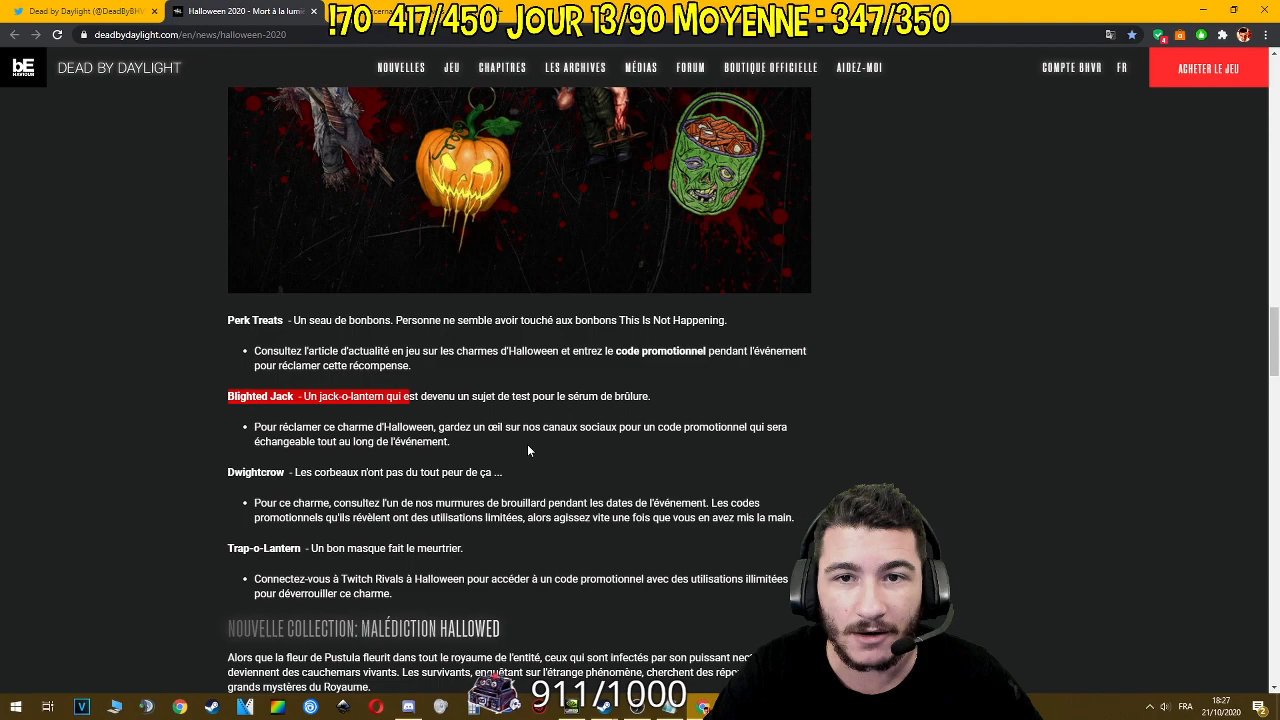 !70 417/450 JOUR 13/90 MOYENNE : 347/350
Dead by Daylight (@DeadByBHV
Halloween 2020 - Mort à la lumiè
deadbydaylight.com/en/news/halloween-2020
bE
DEAD BY DAYLIGHT
NOUVELLES JEU CHAPITRES LES ARCHIVES MÉDIAS FORUM BOUTIQUE OFFICIELLE AIDEZ-MOI
COMPTE BHVR FR
ACHETER LE JEU
Perk Treats - Un seau de bonbons. Personne ne semble avoir touché aux bonbons This Is Not Happening.
• Consultez l'article d'actualité en jeu sur les charmes d'Halloween et entrez le code promotionnel pendant l'événement
pour réclamer cette récompense.
Blighted Jack - Un jack-o-lantern qui est devenu un sujet de test pour le sérum de brûlure.
• Pour réclamer ce charme d'Halloween, gardez un œil sur nos canaux sociaux pour un code promotionnel qui sera
échangeable tout au long de l'événement.
Dwightcrow - Les corbeaux n'ont pas du tout peur de ça ...
• Pour ce charme, consultez l'un de nos murmures de brouillard pendant les dates de l'événement. Les codes
promotionnels qu'ils révèlent ont des utilisations limitées, alors agissez vite une fois que vous en avez mis la main.
Trap-o-Lantern - Un bon masque fait le meurtrier.
• Connectez-vous à Twitch Rivals à Halloween pour accéder à un code promotionnel avec des utilisations illimitées
pour déverrouiller ce charme.
NOUVELLE COLLECTION: MALÉDICTION HALLOWED
Alors que la fleur de Pustula fleurit dans tout le royaume de l'entité, ceux qui sont infectés par son puissant
deviennent des cauchemars vivants. Les survivants, enquêtant sur l'étrange phénomène, cherchent des
grands mystères du Royaume.
911/1000
18:27
21/10/2020